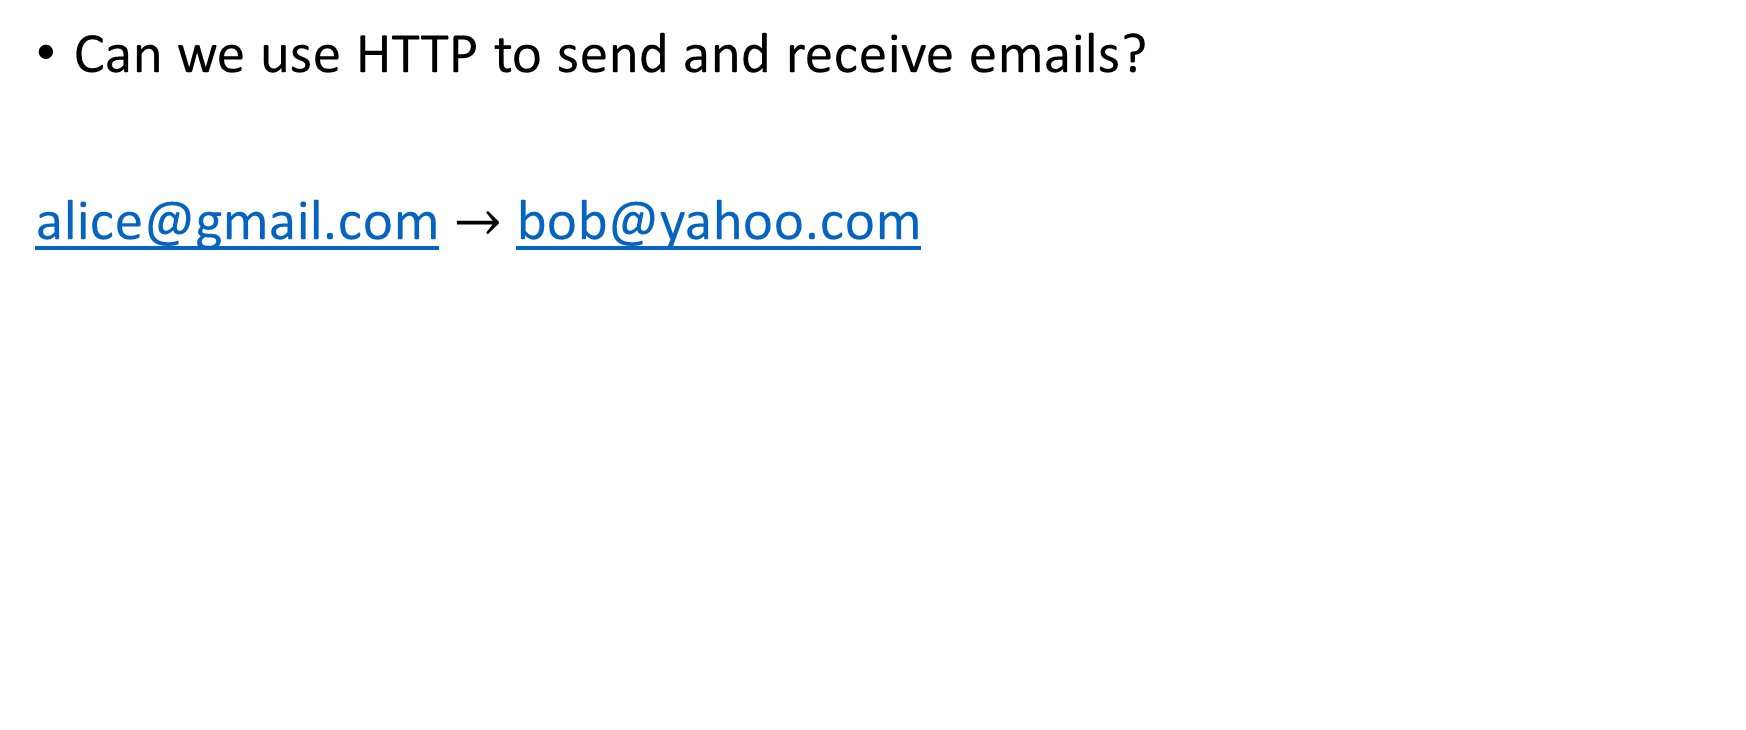 • Can we use HTTP to send and receive emails?
alice@gmail.com → bob@yahoo.com